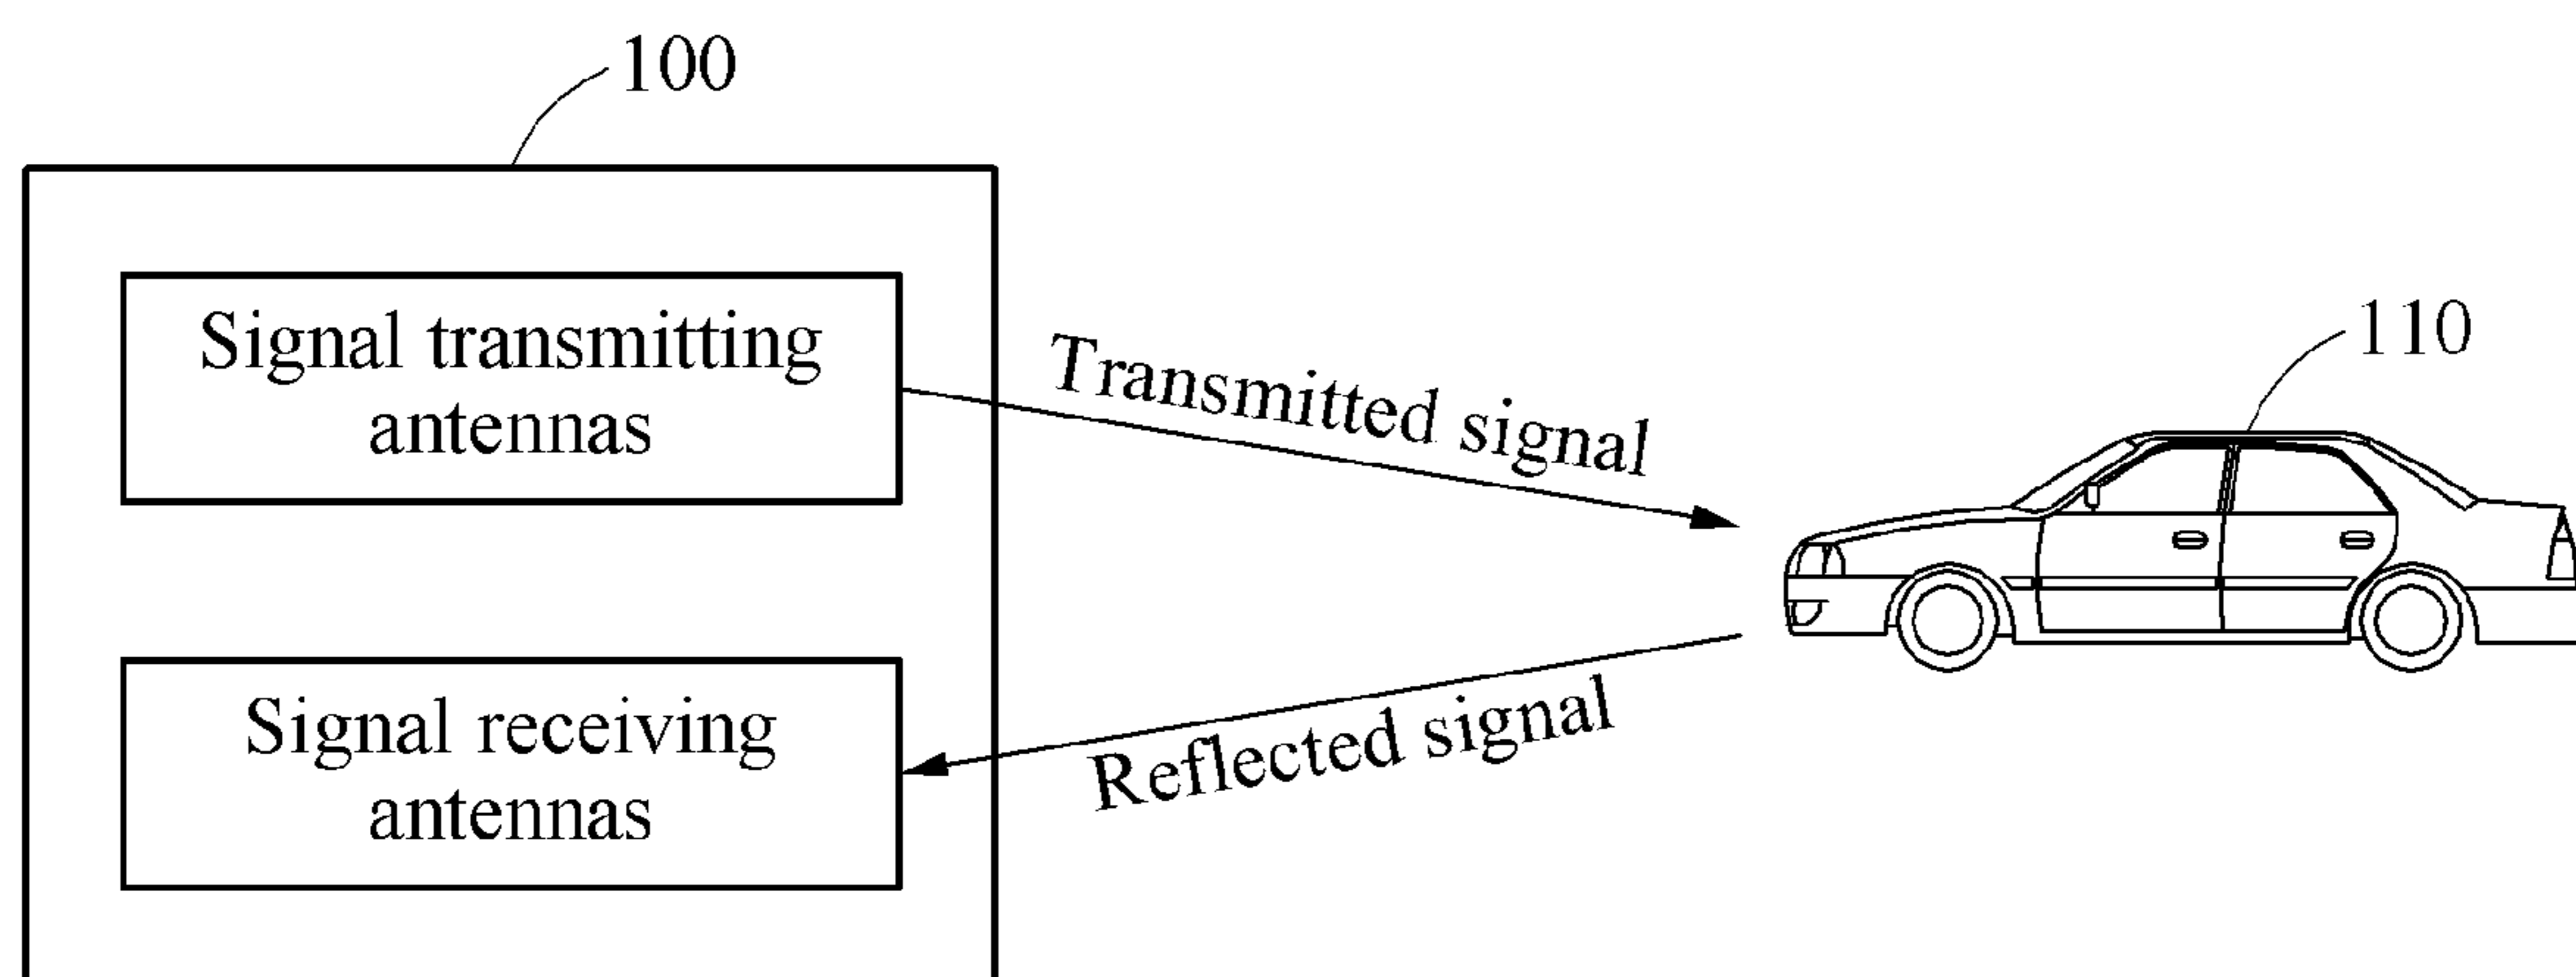 100
Signal transmitting
antennas
Transmitted signal
110
Signal receiving
antennas
Reflected signal